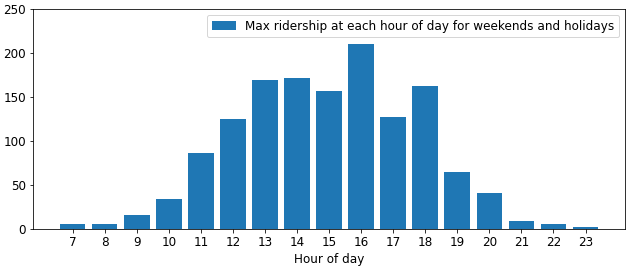 250
200
150
100
50
0
Max ridership at each hour of day for weekends and holidays
7 8 9 10 11 12 13 14 15 16 17 18 19 20 21 22 23
Hour of day